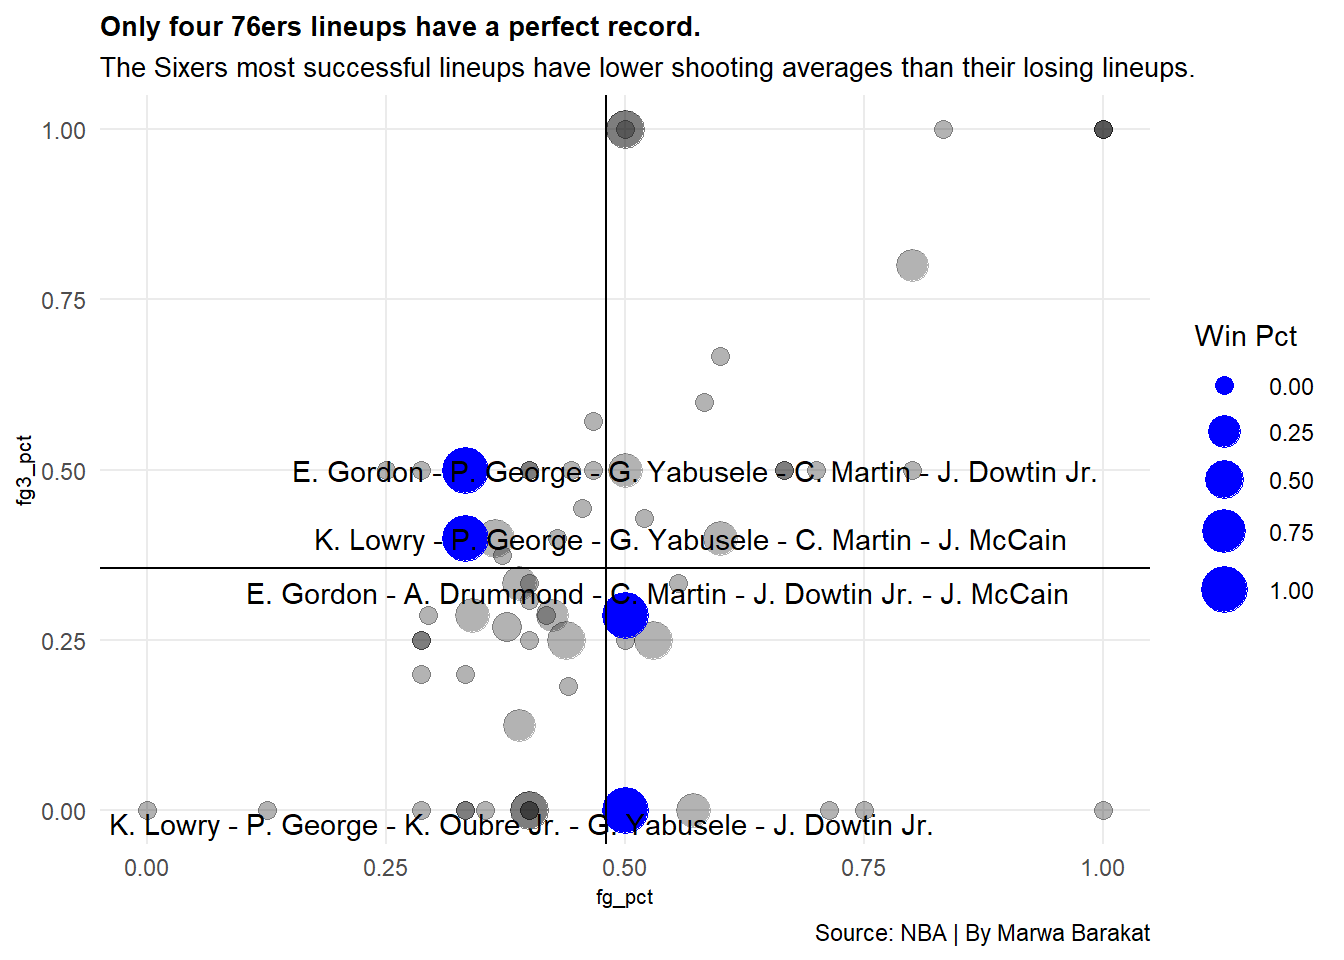 Only four 76ers lineups have a perfect record.
The Sixers most successful lineups have lower shooting averages than their losing lineups.
1.00
0.75
0.50
0.25
0.00
fg3_pct
E. Gordon - P. George - G. Yabusele - C. Martin - J. Dowtin Jr.
K. Lowry - P. George - G. Yabusele - C. Martin - J. McCain
E. Gordon - A. Drummond - C. Martin - J. Dowtin Jr. - J. McCain
K. Lowry - P. George - K. Oubre Jr. - G. Yabusele - J. Dowtin Jr.
0.00 0.25 0.50 0.75 1.00
fg_pct
Win Pct
0.00
0.25
0.50
0.75
1.00
Source: NBA | By Marwa Barakat